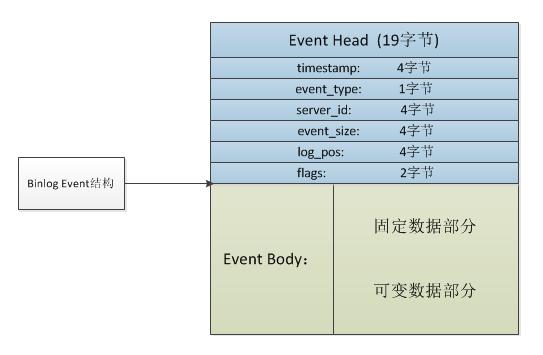 Event Head (19字节)
timestamp: 4字节
event_type: 1字节
server_id: 4字节
event_size: 4字节
log_pos: 4字节
flags: 2字节
Binlog Event结构
固定数据部分
Event Body：
可变数据部分